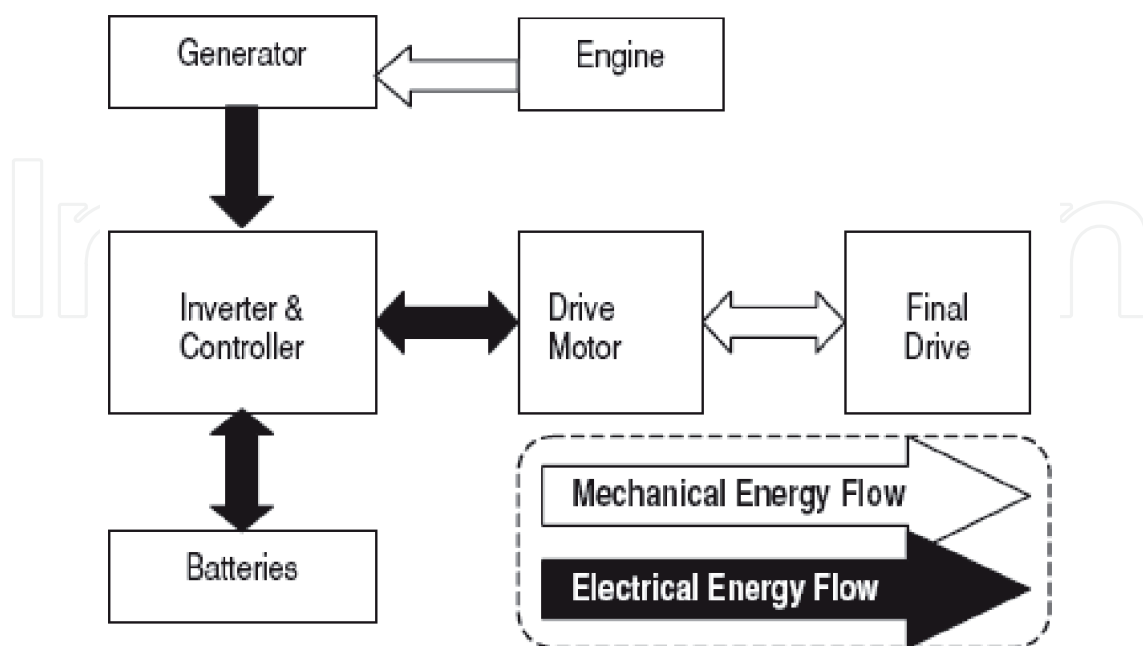 Generator
Engine
Inverter &
Controller
Drive
Motor
Final
Drive
Batteries
Mechanical Energy Flow
Electrical Energy Flow